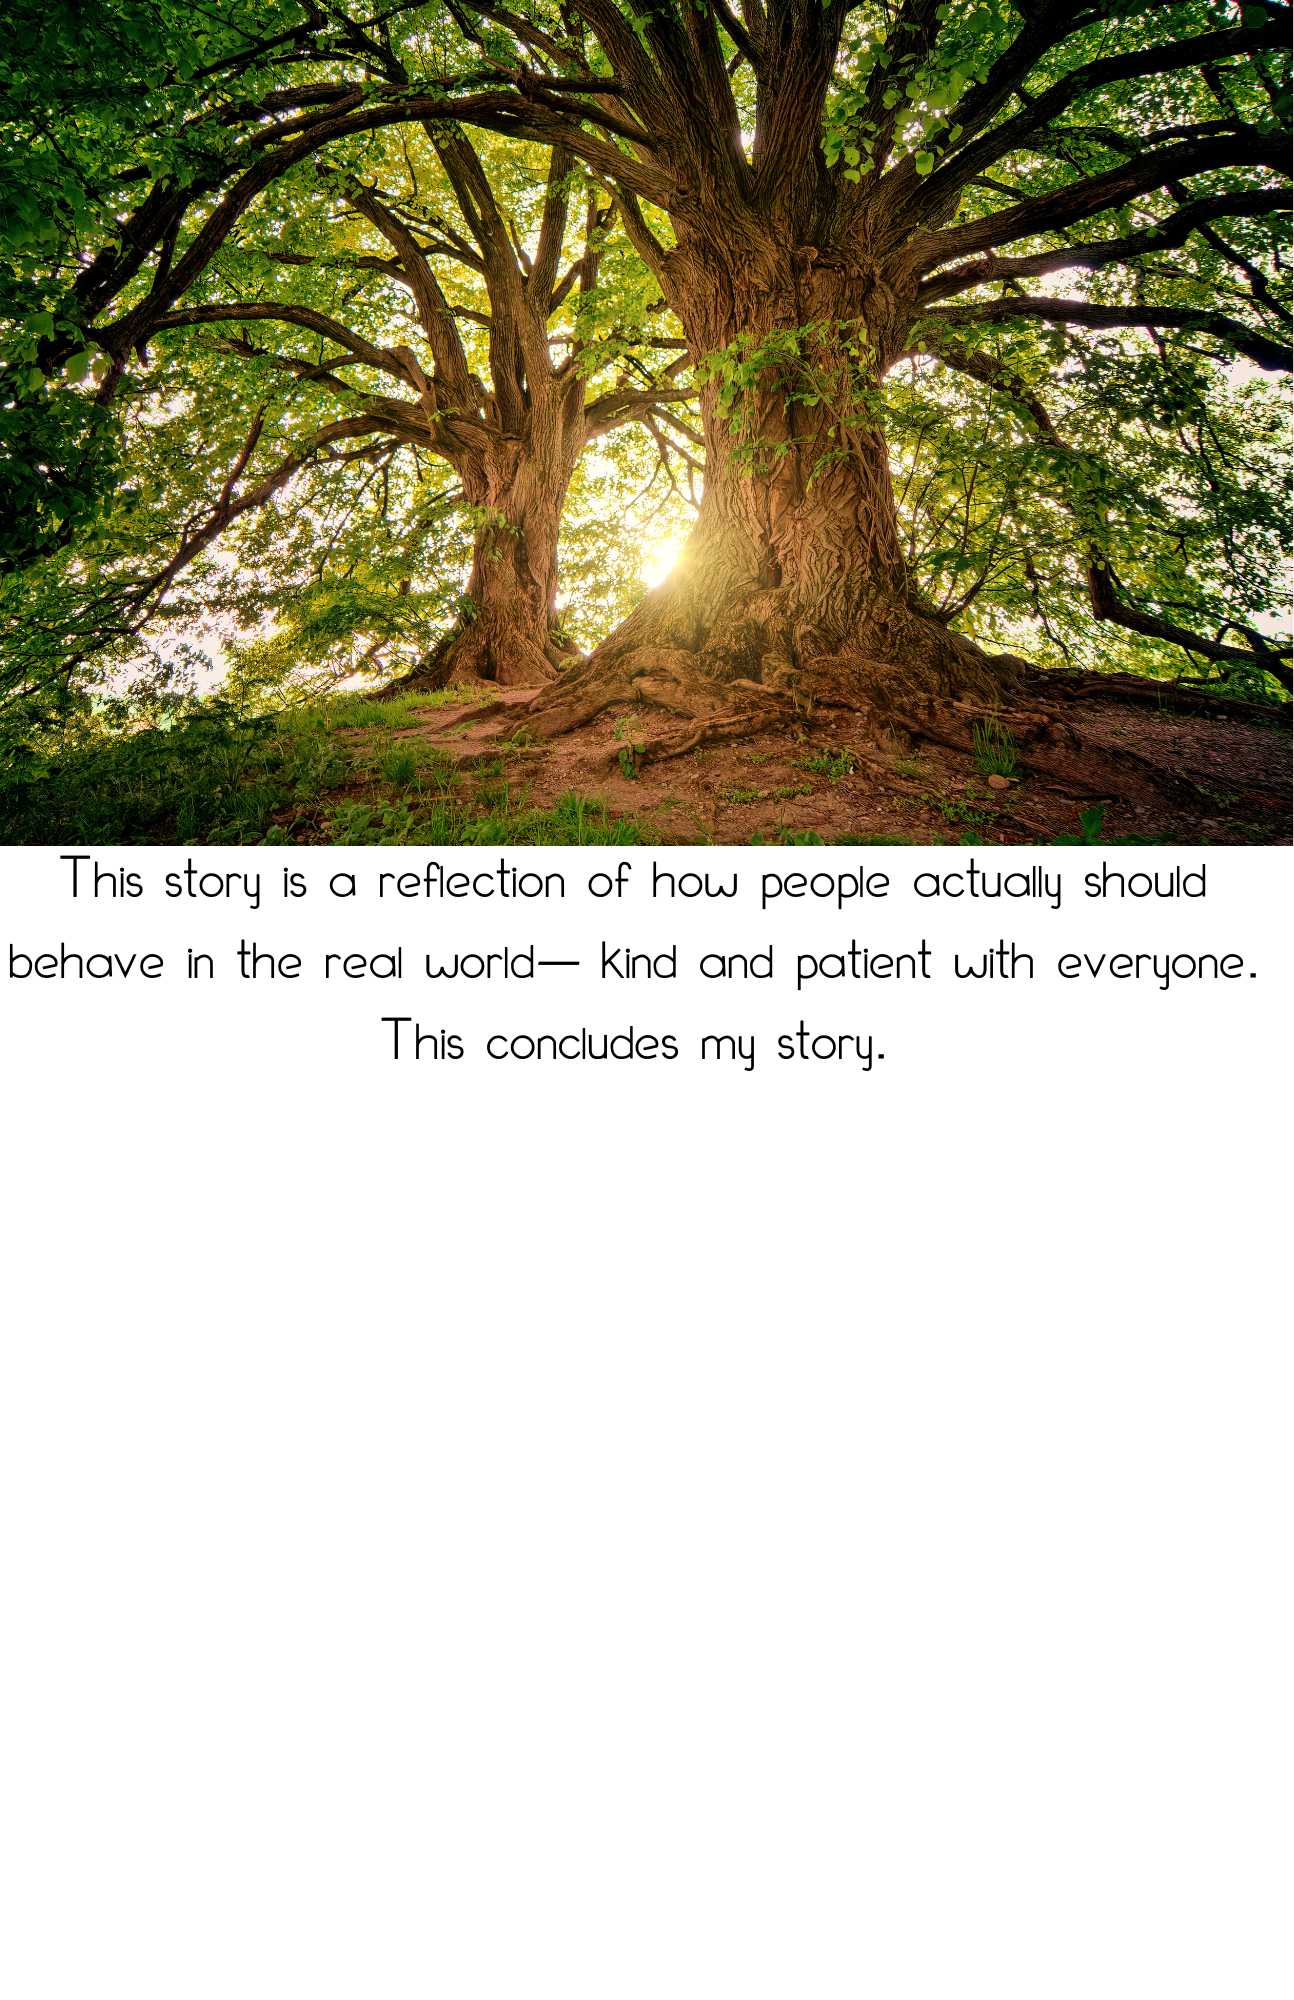 This story is a reflection of how people actually should
behave in the real world— kind and patient with everyone.
This concludes my story.